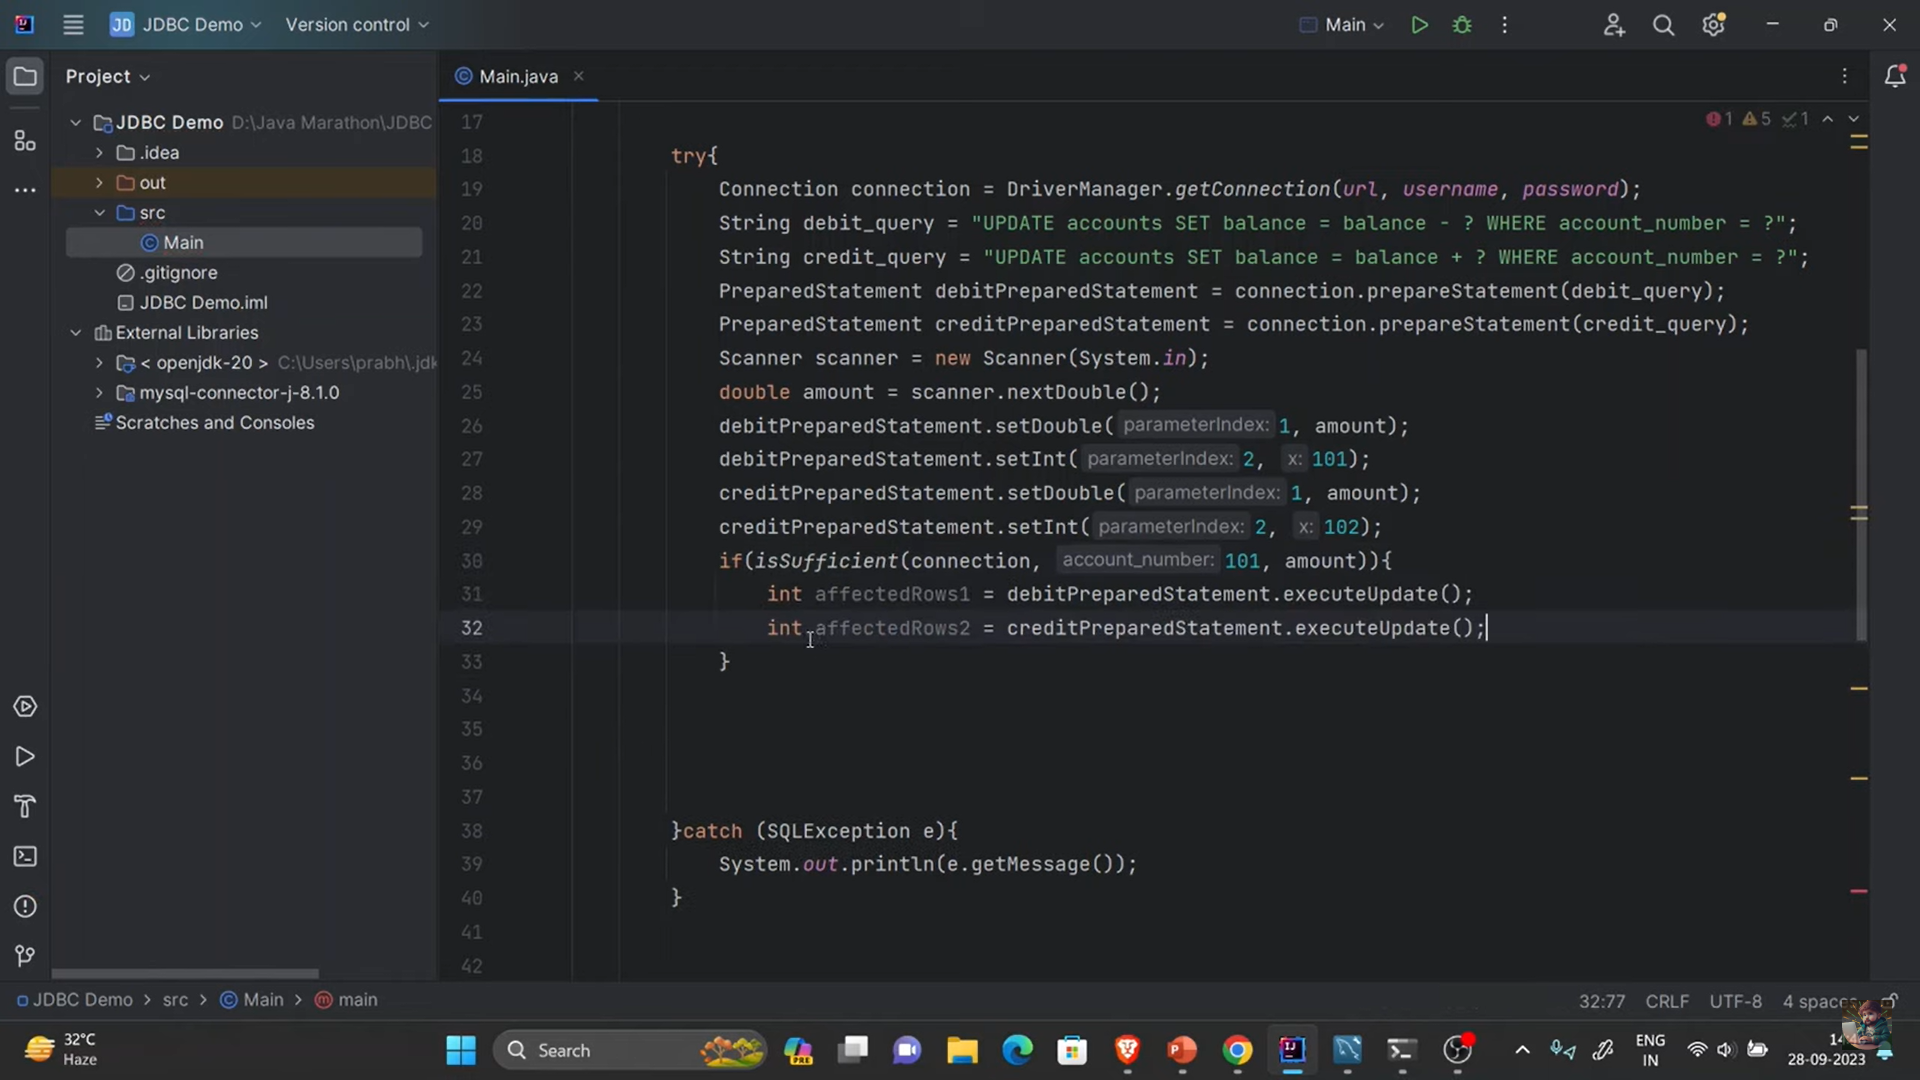 JD JDBC Demo Version control Main
Project
Main.java
JDBC Demo D:\Java Marathon\JDBC
.idea
out
src
Main
.gitignore
JDBC Demo.iml
External Libraries
< openjdk-20 > C:\Users\prabh\.jdk
mysql-connector-j-8.1.0
Scratches and Consoles
1 5 1
17
18 try{
19 Connection connection = DriverManager.getConnection(url, username, password);
20 String debit_query = "UPDATE accounts SET balance = balance - ? WHERE account_number = ?";
21 String credit_query = "UPDATE accounts SET balance = balance + ? WHERE account_number = ?";
22 PreparedStatement debitPreparedStatement = connection.prepareStatement(debit_query);
23 PreparedStatement creditPreparedStatement = connection.prepareStatement(credit_query);
24 Scanner scanner = new Scanner(System.in);
25 double amount = scanner.nextDouble();
26 debitPreparedStatement.setDouble( parameterIndex: 1, amount);
27 debitPreparedStatement.setInt( parameterIndex: 2, x: 101);
28 creditPreparedStatement.setDouble( parameterIndex: 1, amount);
29 creditPreparedStatement.setInt( parameterIndex: 2, x: 102);
30 if(isSufficient(connection, account_number: 101, amount)){
31 int affectedRows1 = debitPreparedStatement.executeUpdate();
32 int affectedRows2 = creditPreparedStatement.executeUpdate();
33 }
34
35
36
37
38 }catch (SQLException e){
39 System.out.println(e.getMessage());
40 }
41
42
JDBC Demo > src > Main > main 32:77 CRLF UTF-8 4 spaces
32°C
Haze
Search
PRE
ENG
IN
28-09-2023